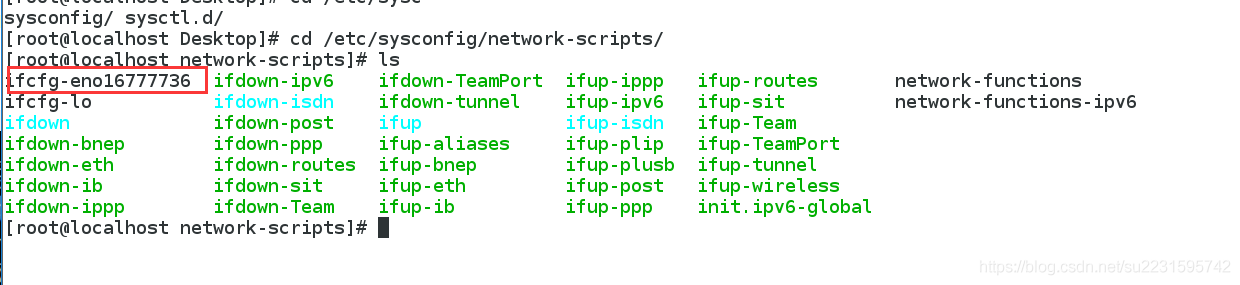 [root@localhost Desktop]# cd /etc/sysc
sysconfig/ sysctl.d/
[root@localhost Desktop]# cd /etc/sysconfig/network-scripts/
[root@localhost network-scripts]# ls
ifcfg-eno16777736 ifdown-ipv6 ifdown-TeamPort ifup-ippp ifup-routes network-functions
ifcfg-lo ifdown-isdn ifdown-tunnel ifup-ipv6 ifup-sit network-functions-ipv6
ifdown ifdown-post ifup ifup-isdn ifup-Team
ifdown-bnep ifdown-ppp ifup-aliases ifup-plip ifup-TeamPort
ifdown-eth ifdown-routes ifup-bnep ifup-plusb ifup-tunnel
ifdown-ib ifdown-sit ifup-eth ifup-post ifup-wireless
ifdown-ippp ifdown-Team ifup-ib ifup-ppp init.ipv6-global
[root@localhost network-scripts]#
https://blog.csdn.net/su2231595742